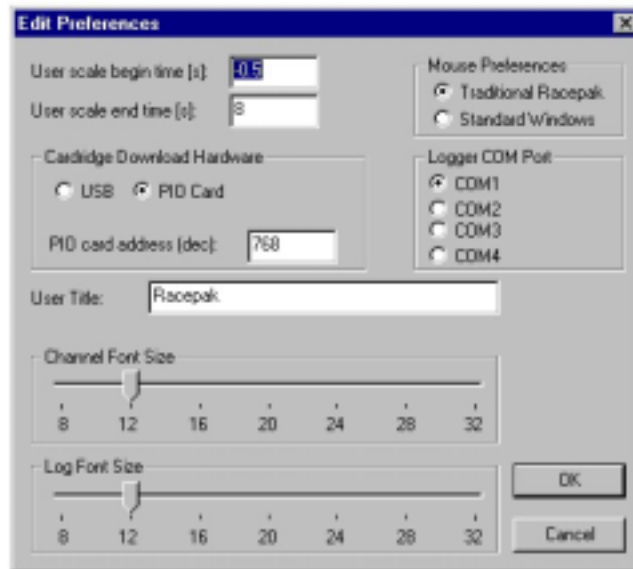 Edit Preferences
User scale begin time [s]:
-0.5
User scale end time [s]:
8
Mouse Preferences
Traditional Racepak
Standard Windows
Cardridge Download Hardware
USB
PIO Card
PIO card address (dec):
768
Logger COM Port
COM1
COM2
COM3
COM4
User Title:
Racepak
Channel Font Size
8 12 16 20 24 28 32
Log Font Size
8 12 16 20 24 28 32
OK
Cancel